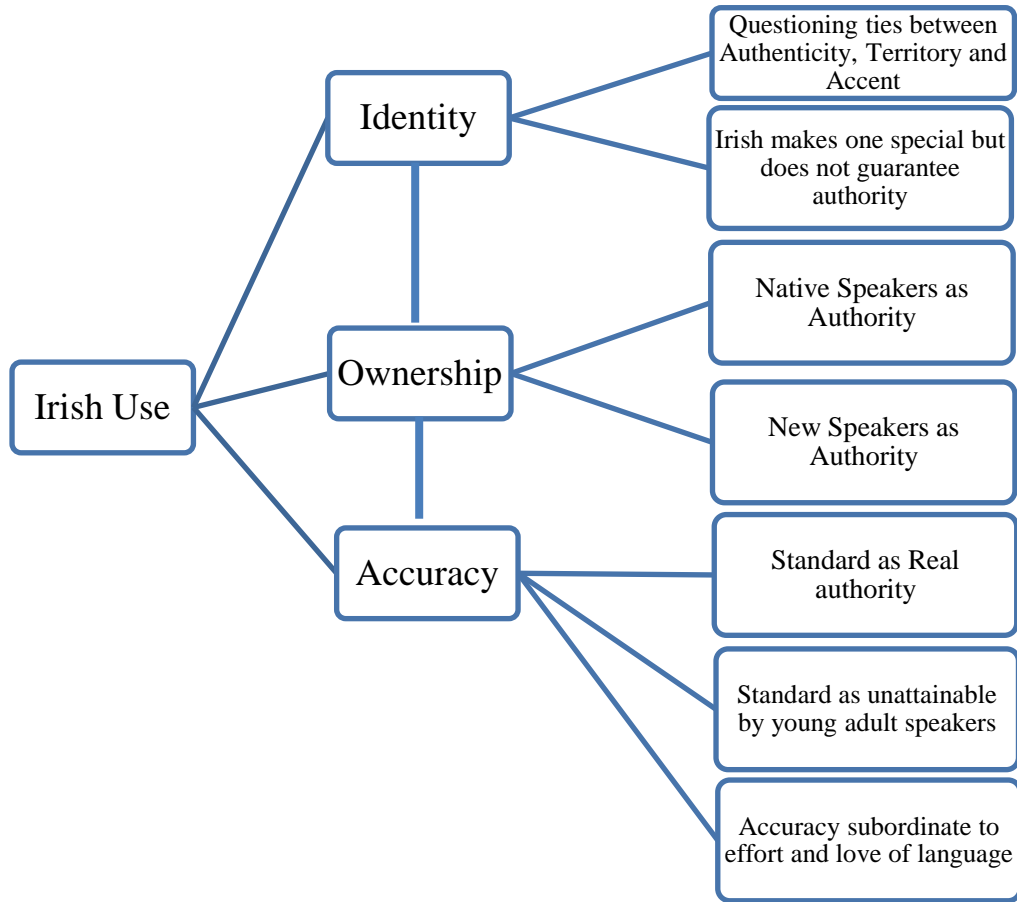 Irish Use
Identity
Ownership
Accuracy
Questioning ties between
Authenticity, Territory and
Accent
Irish makes one special but
does not guarantee
authority
Native Speakers as
Authority
New Speakers as
Authority
Standard as Real
authority
Standard as unattainable
by young adult speakers
Accuracy subordinate to
effort and love of language